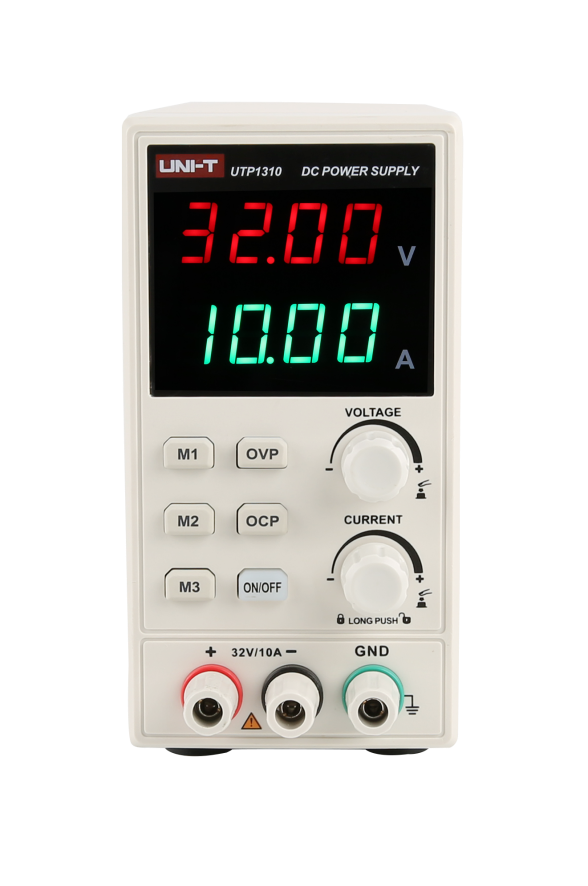 UNI-T UTP1310 DC POWER SUPPLY
32.00 V
10.00 A
VOLTAGE
M1 OVP
- +
M2 OCP
CURRENT
M3 ON/OFF
- +
LONG PUSH
+ 32V/10A − GND